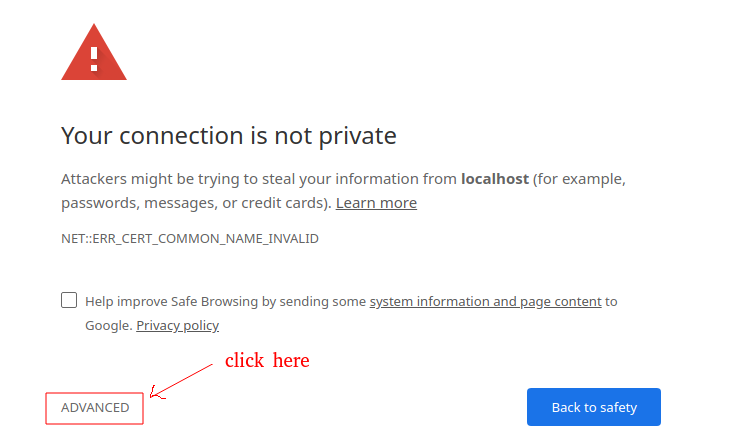 Your connection is not private
Attackers might be trying to steal your information from localhost (for example,
passwords, messages, or credit cards). Learn more
NET::ERR_CERT_COMMON_NAME_INVALID
Help improve Safe Browsing by sending some system information and page content to
Google. Privacy policy
click here
ADVANCED
Back to safety